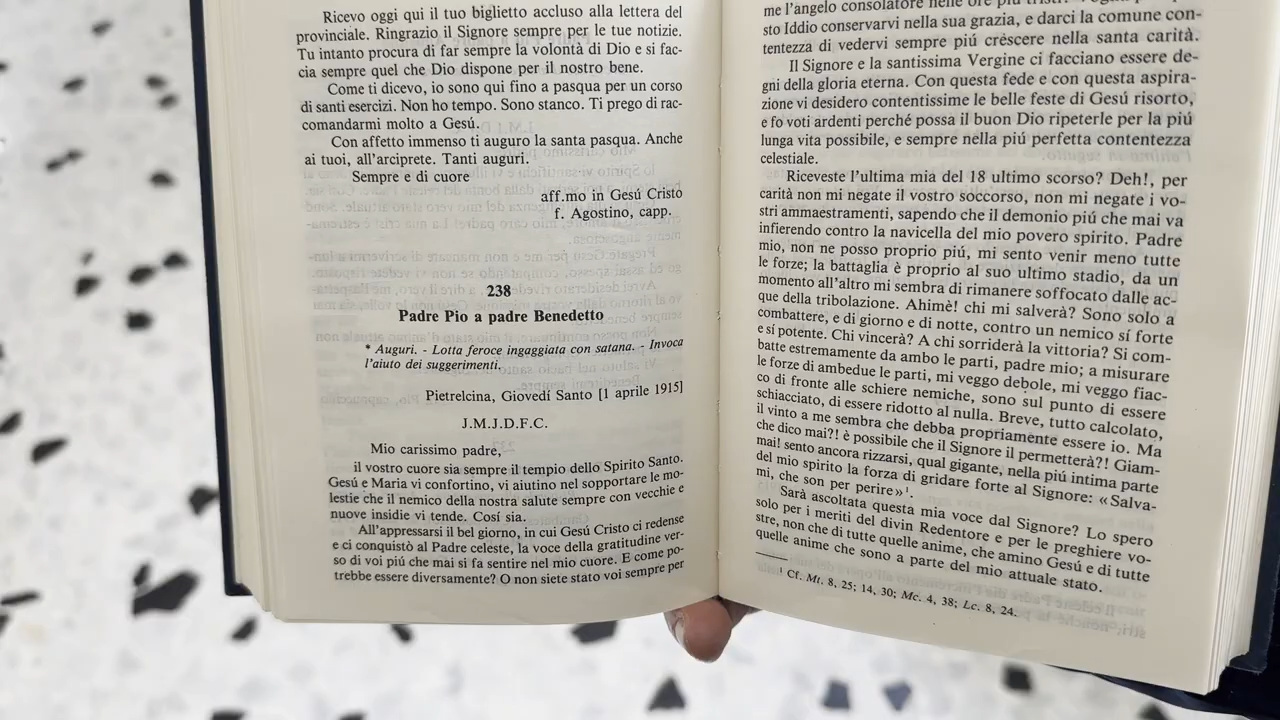 Ricevo oggi qui il tuo biglietto accluso alla lettera del
provinciale. Ringrazio il Signore sempre per le tue notizie.
Tu intanto procura di far sempre la volontà di Dio e si fac-
cia sempre quel che Dio dispone per il nostro bene.
Come ti dicevo, io sono qui fino a pasqua per un corso
di santi esercizi. Non ho tempo. Sono stanco. Ti prego di rac-
comandarmi molto a Gesú.
Con affetto immenso ti auguro la santa pasqua. Anche
ai tuoi, all'arciprete. Tanti auguri.
Sempre e di cuore
aff.mo in Gesú Cristo
f. Agostino, capp.
238
Padre Pio a padre Benedetto
* Auguri. - Lotta feroce ingaggiata con satana. - Invoca
l'aiuto dei suggerimenti.
Pietrelcina, Giovedí Santo [1 aprile 1915]
J.M.J.D.F.C.
Mio carissimo padre,
il vostro cuore sia sempre il tempio dello Spirito Santo.
Gesú e Maria vi confortino, vi aiutino nel sopportare le mo-
lestie che il nemico della nostra salute sempre con vecchie e
nuove insidie vi tende. Cosí sia.
All'appressarsi il bel giorno, in cui Gesú Cristo ci redense
e ci conquistò al Padre celeste, la voce della gratitudine ver-
so di voi piú che mai si fa sentire nel mio cuore. E come po-
trebbe essere diversamente? O non siete stato voi sempre per
me l'angelo consolatore nelle ore piú tristi?
sto Iddio conservarvi nella sua grazia, e darci la comune con-
tentezza di vedervi sempre piú crescere nella santa carità.
Il Signore e la santissima Vergine ci facciano essere de-
gni della gloria eterna. Con questa fede e con questa aspira-
zione vi desidero contentissime le belle feste di Gesú risorto,
e fo voti ardenti perché possa il buon Dio ripeterle per la piú
lunga vita possibile, e sempre nella piú perfetta contentezza
celestiale.
Riceveste l'ultima mia del 18 ultimo scorso? Deh!, per
carità non mi negate il vostro soccorso, non mi negate i vo-
stri ammaestramenti, sapendo che il demonio piú che mai va
infierendo contro la navicella del mio povero spirito. Padre
mio, non ne posso proprio piú, mi sento venir meno tutte
le forze; la battaglia è proprio al suo ultimo stadio, da un
momento all'altro mi sembra di rimanere soffocato dalle ac-
que della tribolazione. Ahimè! chi mi salverà? Sono solo a
combattere, e di giorno e di notte, contro un nemico sí forte
e sí potente. Chi vincerà? A chi sorriderà la vittoria? Si com-
batte estremamente da ambo le parti, padre mio; a misurare
le forze di ambedue le parti, mi veggo debole, mi veggo fiac-
co di fronte alle schiere nemiche, sono sul punto di essere
schiacciato, di essere ridotto al nulla. Breve, tutto calcolato,
il vinto a me sembra che debba propriamente essere io. Ma
che dico mai?! è possibile che il Signore il permetterà?! Giam-
mai! sento ancora rizzarsi, qual gigante, nella piú intima parte
del mio spirito la forza di gridare forte al Signore: «Salva-
mi, che son per perire»¹.
Sarà ascoltata questa mia voce dal Signore? Lo spero
solo per i meriti del divin Redentore e per le preghiere vo-
stre, non che di tutte quelle anime, che amino Gesú e di tutte
quelle anime che sono a parte del mio attuale stato.
¹ Cf. Mt. 8, 25; 14, 30; Mc. 4, 38; Lc. 8, 24.